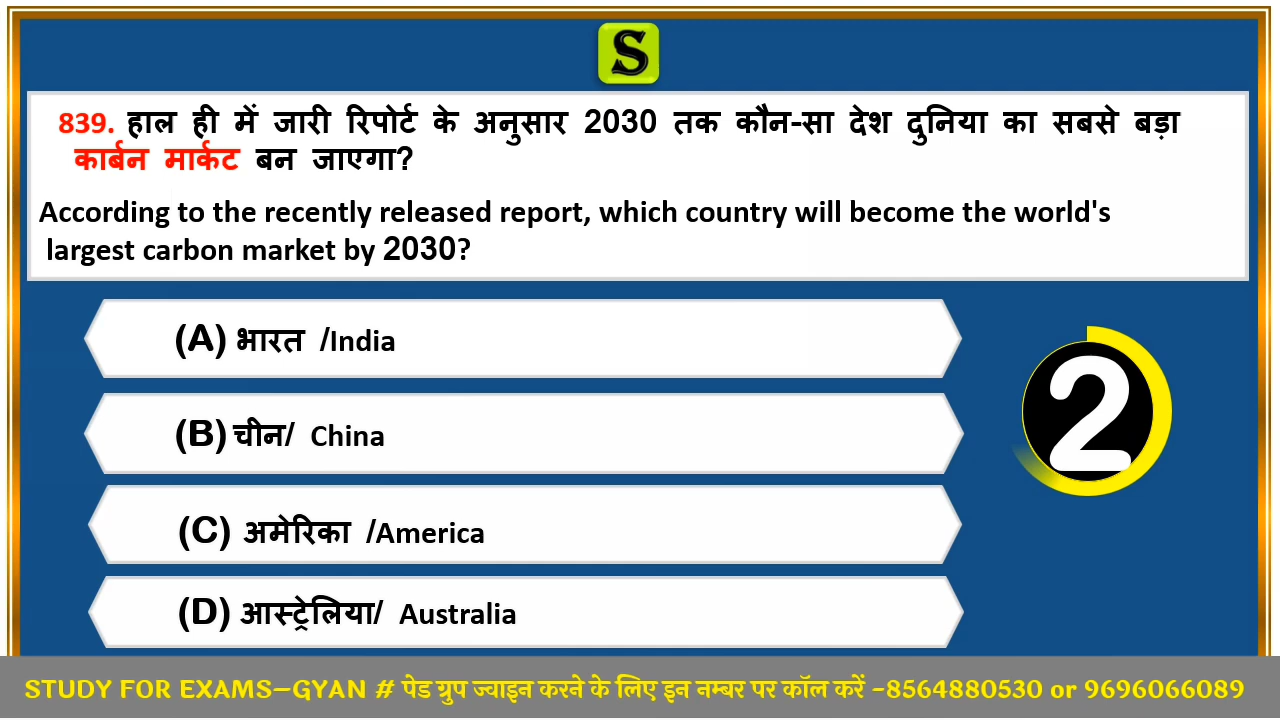 S
839. हाल ही में जारी रिपोर्ट के अनुसार 2030 तक कौन-सा देश दुनिया का सबसे बड़ा
कार्बन मार्केट बन जाएगा?
According to the recently released report, which country will become the world's
largest carbon market by 2030?
(A) भारत /India
(B) चीन/ China
(C) अमेरिका /America
(D) आस्ट्रेलिया/ Australia
2
STUDY FOR EXAMS–GYAN # पेड ग्रुप ज्वाइन करने के लिए इन नम्बर पर कॉल करें -8564880530 or 9696066089